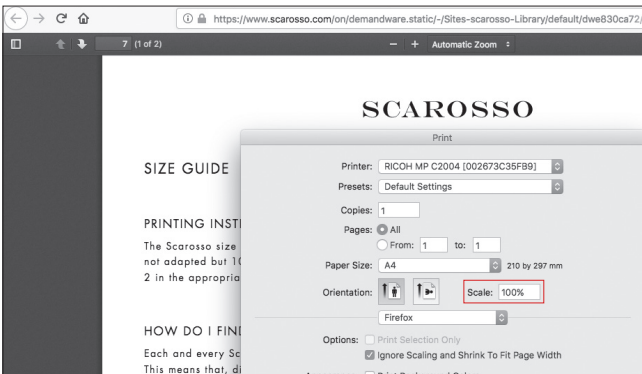 https://www.scarosso.com/on/demandware.static/-/Sites-scarosso-Library/default/dwe830ca72/
7 (1 of 2) — + Automatic Zoom
SCAROSSO
Print
SIZE GUIDE
Printer: RICOH MP C2004 [002673C35FB9]
Presets: Default Settings
Copies: 1
PRINTING INSTI
Pages: All
The Scarosso size
From: 1 to: 1
not adapted but 10
Paper Size: A4 210 by 297 mm
2 in the appropria
Orientation: Scale: 100%
Firefox
HOW DO I FIND
Options: Print Selection Only
Each and every Sc
Ignore Scaling and Shrink To Fit Page Width
This means that, di